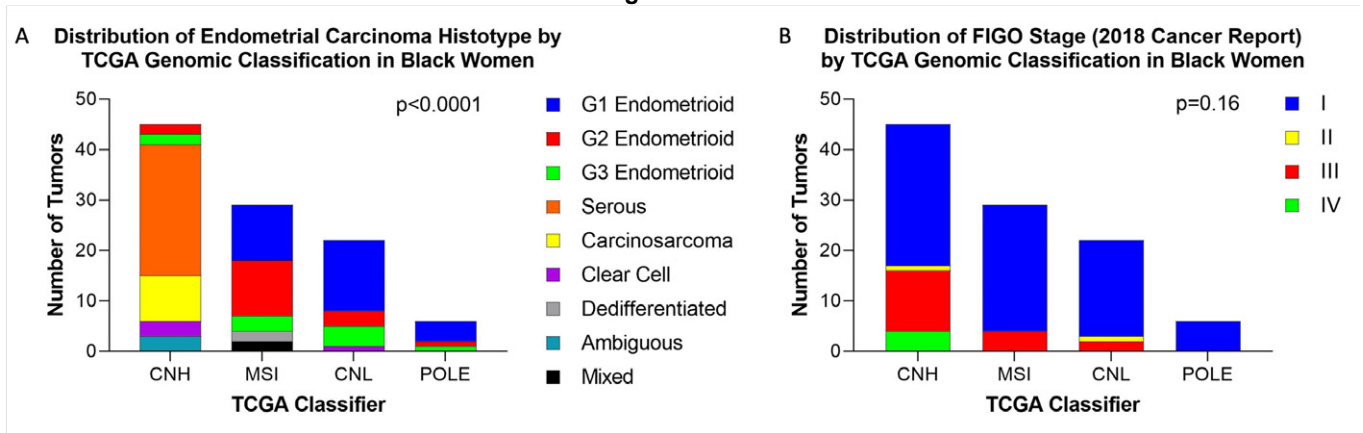 A Distribution of Endometrial Carcinoma Histotype by
TCGA Genomic Classification in Black Women
p<0.0001
Number of Tumors
50
40
30
20
10
0
CNH MSI CNL POLE
TCGA Classifier
G1 Endometrioid
G2 Endometrioid
G3 Endometrioid
Serous
Carcinosarcoma
Clear Cell
Dedifferentiated
Ambiguous
Mixed
B Distribution of FIGO Stage (2018 Cancer Report)
by TCGA Genomic Classification in Black Women
p=0.16
Number of Tumors
50
40
30
20
10
0
CNH MSI CNL POLE
TCGA Classifier
I
II
III
IV